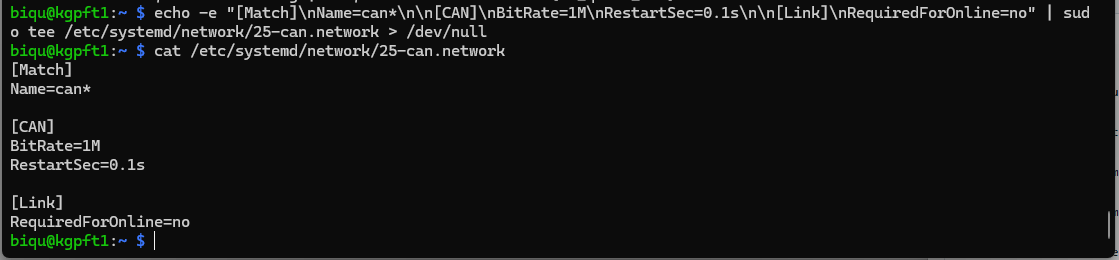 biqu@kgpft1:~ $ echo -e "[Match]\nName=can*\n\n[CAN]\nBitRate=1M\nRestartSec=0.1s\n\n[Link]\nRequiredForOnline=no" | sud
o tee /etc/systemd/network/25-can.network > /dev/null
biqu@kgpft1:~ $ cat /etc/systemd/network/25-can.network
[Match]
Name=can*

[CAN]
BitRate=1M
RestartSec=0.1s

[Link]
RequiredForOnline=no
biqu@kgpft1:~ $